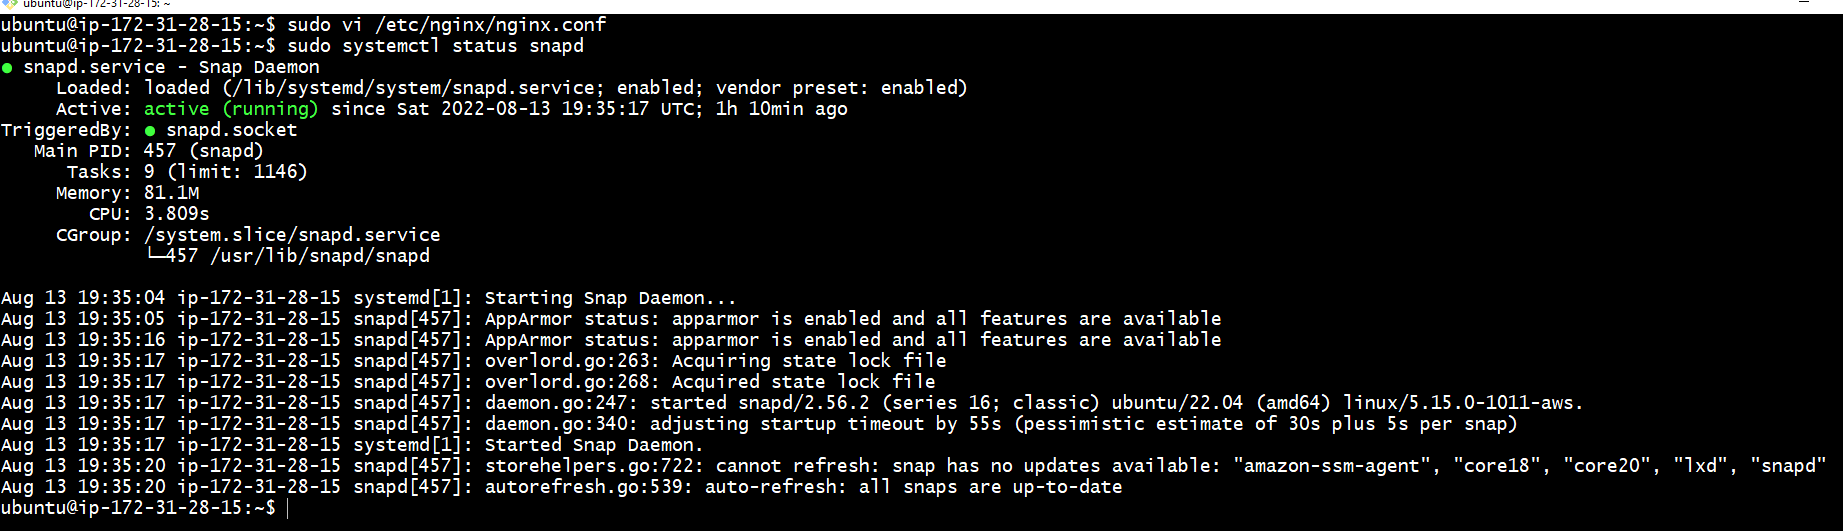 ubuntu@ip-172-31-28-15: ~
ubuntu@ip-172-31-28-15:~$ sudo vi /etc/nginx/nginx.conf
ubuntu@ip-172-31-28-15:~$ sudo systemctl status snapd
● snapd.service - Snap Daemon
Loaded: loaded (/lib/systemd/system/snapd.service; enabled; vendor preset: enabled)
Active: active (running) since Sat 2022-08-13 19:35:17 UTC; 1h 10min ago
TriggeredBy: ● snapd.socket
Main PID: 457 (snapd)
Tasks: 9 (limit: 1146)
Memory: 81.1M
CPU: 3.809s
CGroup: /system.slice/snapd.service
└─457 /usr/lib/snapd/snapd
Aug 13 19:35:04 ip-172-31-28-15 systemd[1]: Starting Snap Daemon...
Aug 13 19:35:05 ip-172-31-28-15 snapd[457]: AppArmor status: apparmor is enabled and all features are available
Aug 13 19:35:16 ip-172-31-28-15 snapd[457]: AppArmor status: apparmor is enabled and all features are available
Aug 13 19:35:17 ip-172-31-28-15 snapd[457]: overlord.go:263: Acquiring state lock file
Aug 13 19:35:17 ip-172-31-28-15 snapd[457]: overlord.go:268: Acquired state lock file
Aug 13 19:35:17 ip-172-31-28-15 snapd[457]: daemon.go:247: started snapd/2.56.2 (series 16; classic) ubuntu/22.04 (amd64) linux/5.15.0-1011-aws.
Aug 13 19:35:17 ip-172-31-28-15 snapd[457]: daemon.go:340: adjusting startup timeout by 55s (pessimistic estimate of 30s plus 5s per snap)
Aug 13 19:35:17 ip-172-31-28-15 systemd[1]: Started Snap Daemon.
Aug 13 19:35:20 ip-172-31-28-15 snapd[457]: storehelpers.go:722: cannot refresh: snap has no updates available: "amazon-ssm-agent", "core18", "core20", "lxd", "snapd"
Aug 13 19:35:20 ip-172-31-28-15 snapd[457]: autorefresh.go:539: auto-refresh: all snaps are up-to-date
ubuntu@ip-172-31-28-15:~$